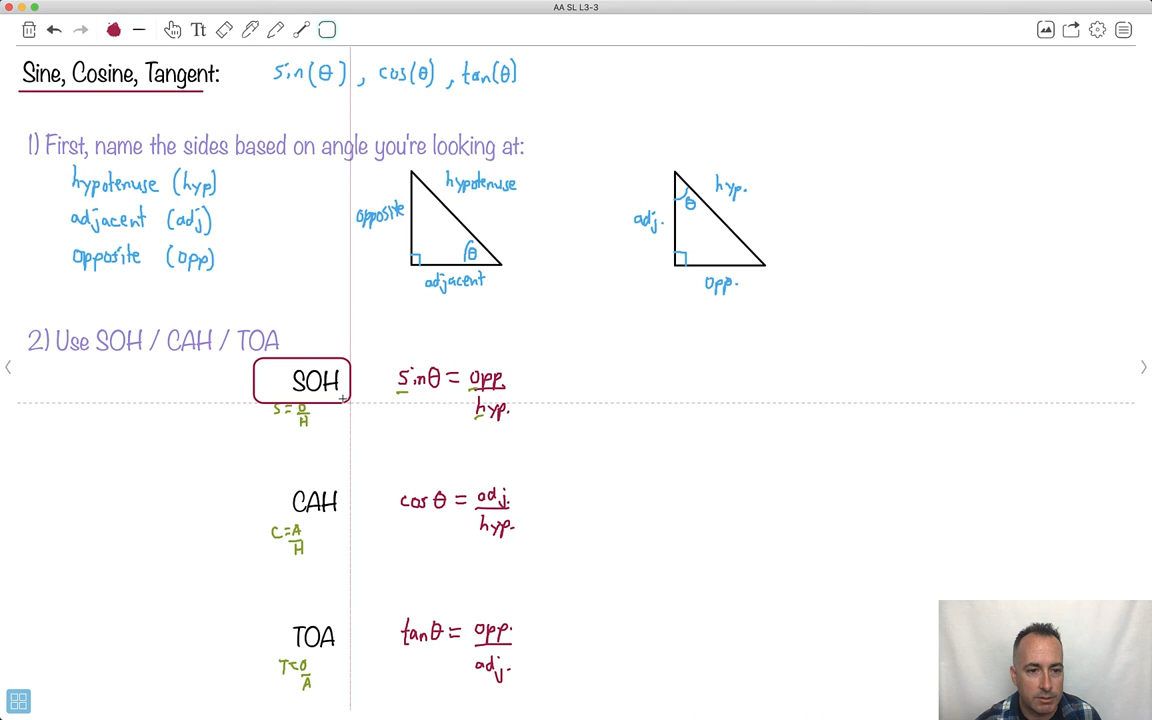 AA SL L3-3
Tt
Sine, Cosine, Tangent: sin(θ), cos(θ), tan(θ)
1) First, name the sides based on angle you're looking at:
hypotenuse (hyp)
adjacent (adj)
opposite (opp)
hypotenuse
opposite
θ
adjacent
hyp.
θ
adj.
opp.
2) Use SOH / CAH / TOA
SOH sinθ = opp.
hyp.
S = O
H
CAH cosθ = adj.
hyp.
C = A
H
TOA tanθ = opp.
adj.
T = O
A